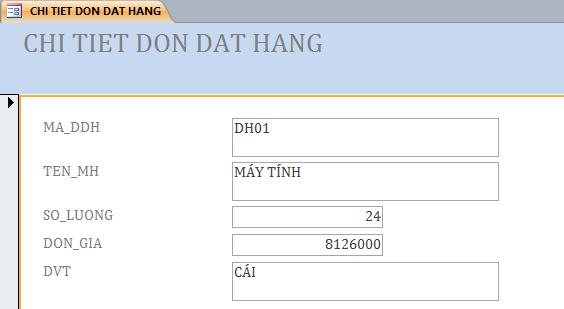 CHI TIET DON DAT HANG
CHI TIET DON DAT HANG
MA_DDH DH01
TEN_MH MÁY TÍNH
SO_LUONG 24
DON_GIA 8126000
DVT CÁI